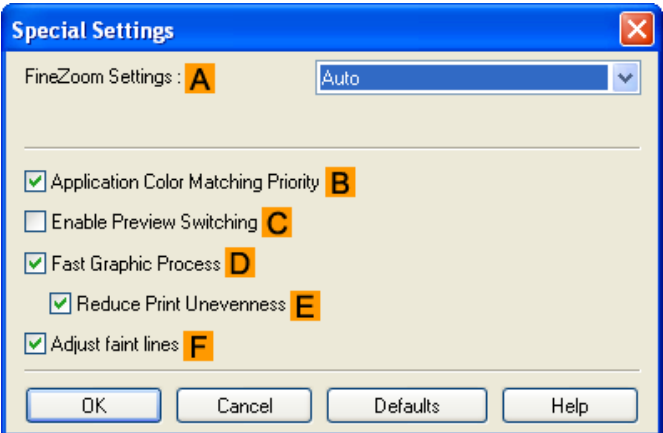 Special Settings
FineZoom Settings : A Auto
Application Color Matching Priority B
Enable Preview Switching C
Fast Graphic Process D
Reduce Print Unevenness E
Adjust faint lines F
OK Cancel Defaults Help